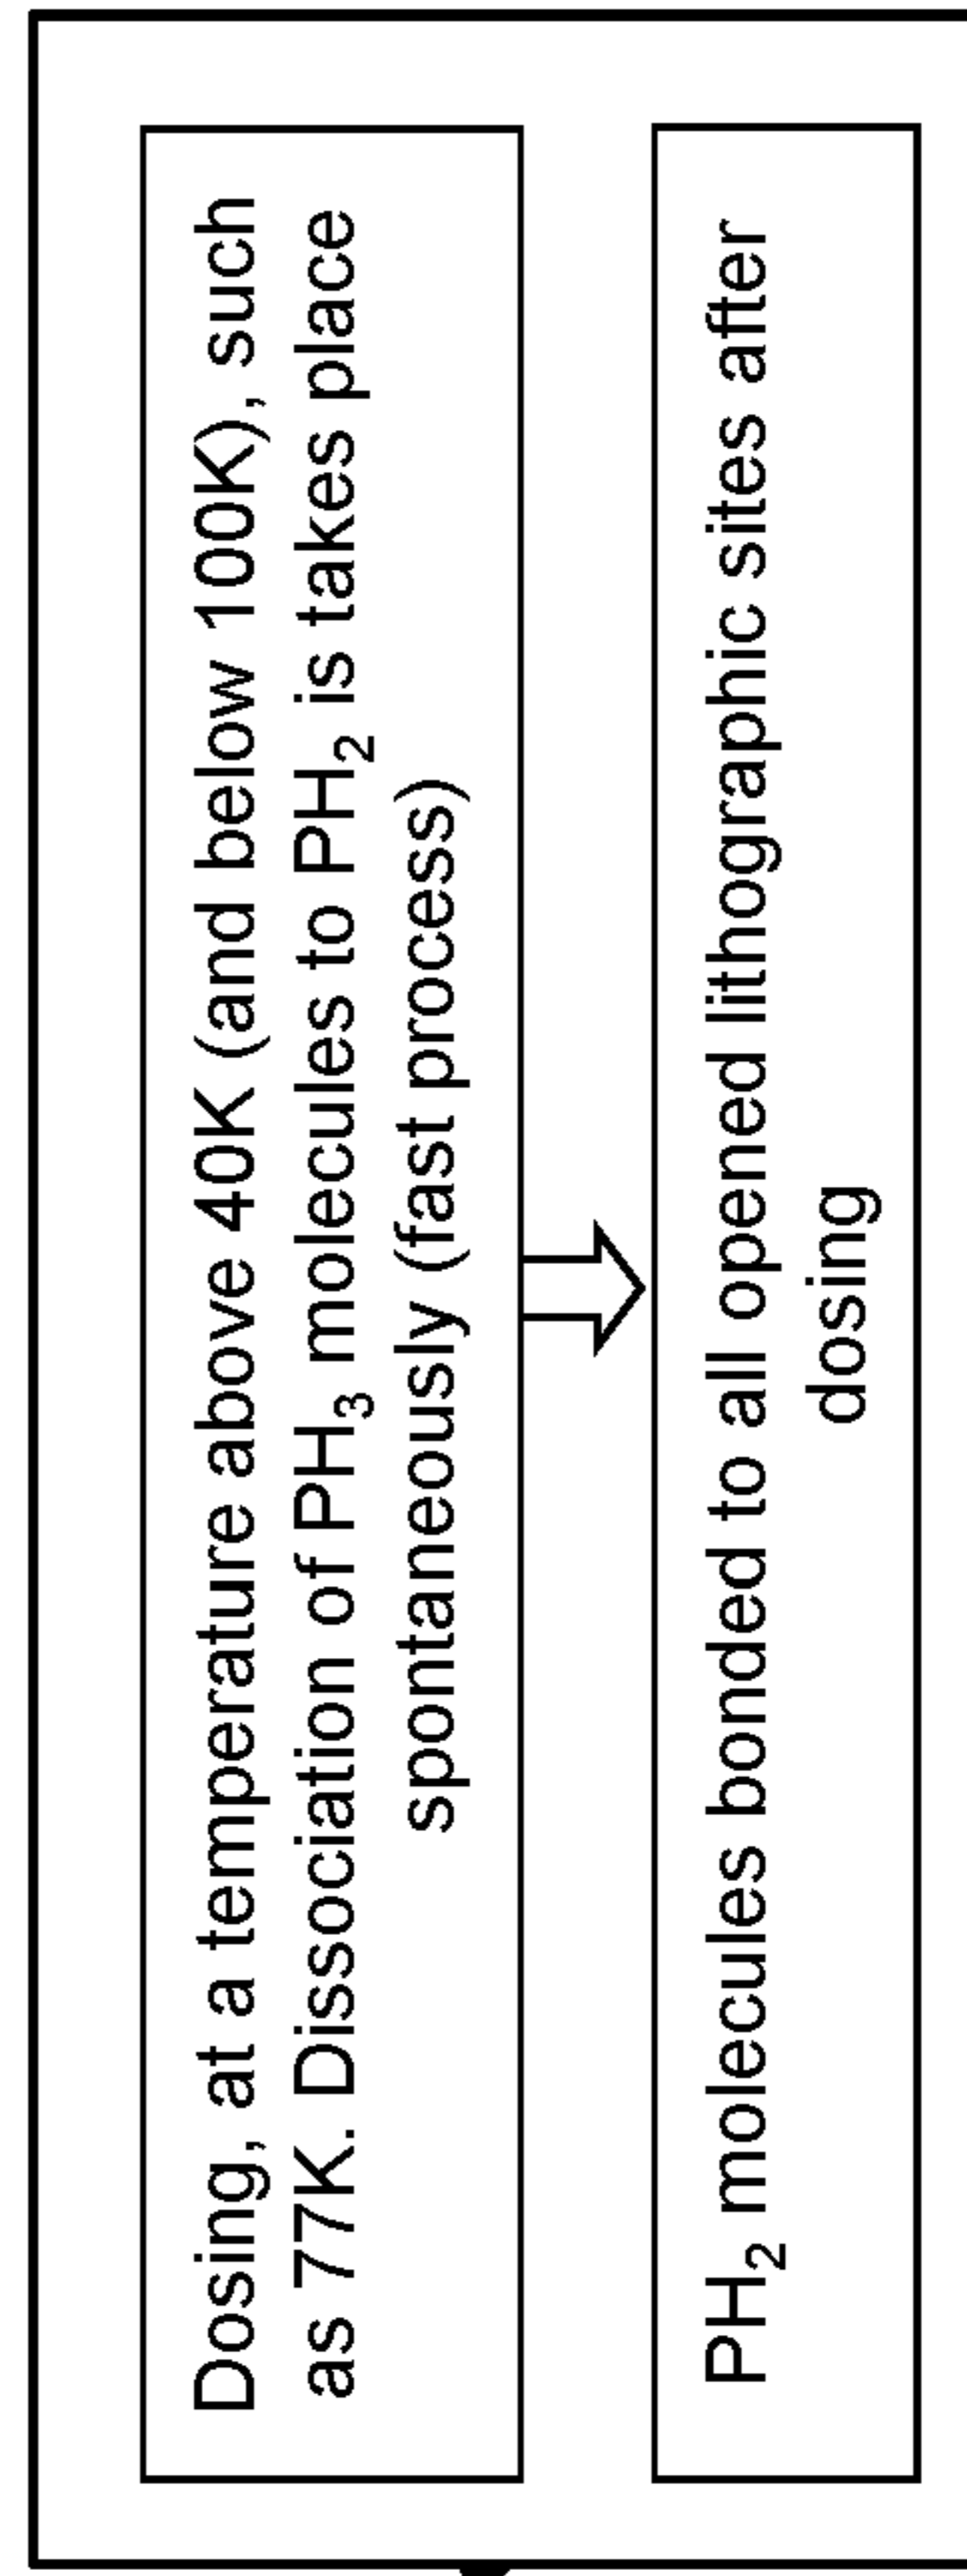 Dosing, at a temperature above 40K (and below 100K), such
as 77K. Dissociation of PH₃ molecules to PH₂ is takes place
spontaneously (fast process)
PH₂ molecules bonded to all opened lithographic sites after
dosing